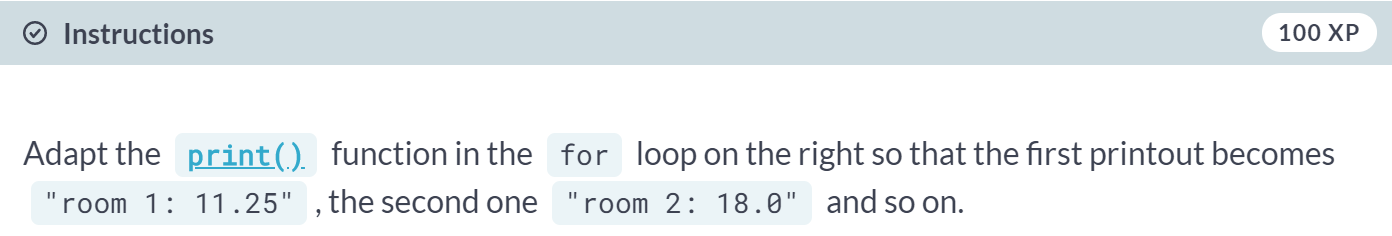 Instructions 100 XP
Adapt the print() function in the for loop on the right so that the first printout becomes
"room 1: 11.25" , the second one "room 2: 18.0" and so on.